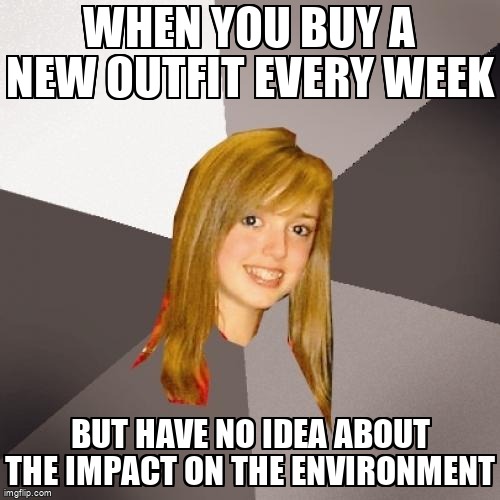 WHEN YOU BUY A
NEW OUTFIT EVERY WEEK
BUT HAVE NO IDEA ABOUT
THE IMPACT ON THE ENVIRONMENT
imgflip.com